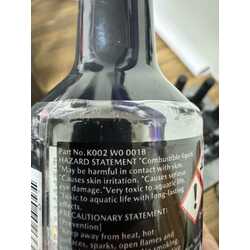 Part No. K002 W0 001B
HAZARD STATEMENT "Combustible liquid.
May be harmful in contact with skin.
"Causes skin irritation. "Causes serious
eye damage. "Very toxic to aquatic life.
"Toxic to aquatic life with long-lasting
effects.
PRECAUTIONARY STATEMENT:
Prevention]
Keep away from heat, hot
surfaces, sparks, open flames and